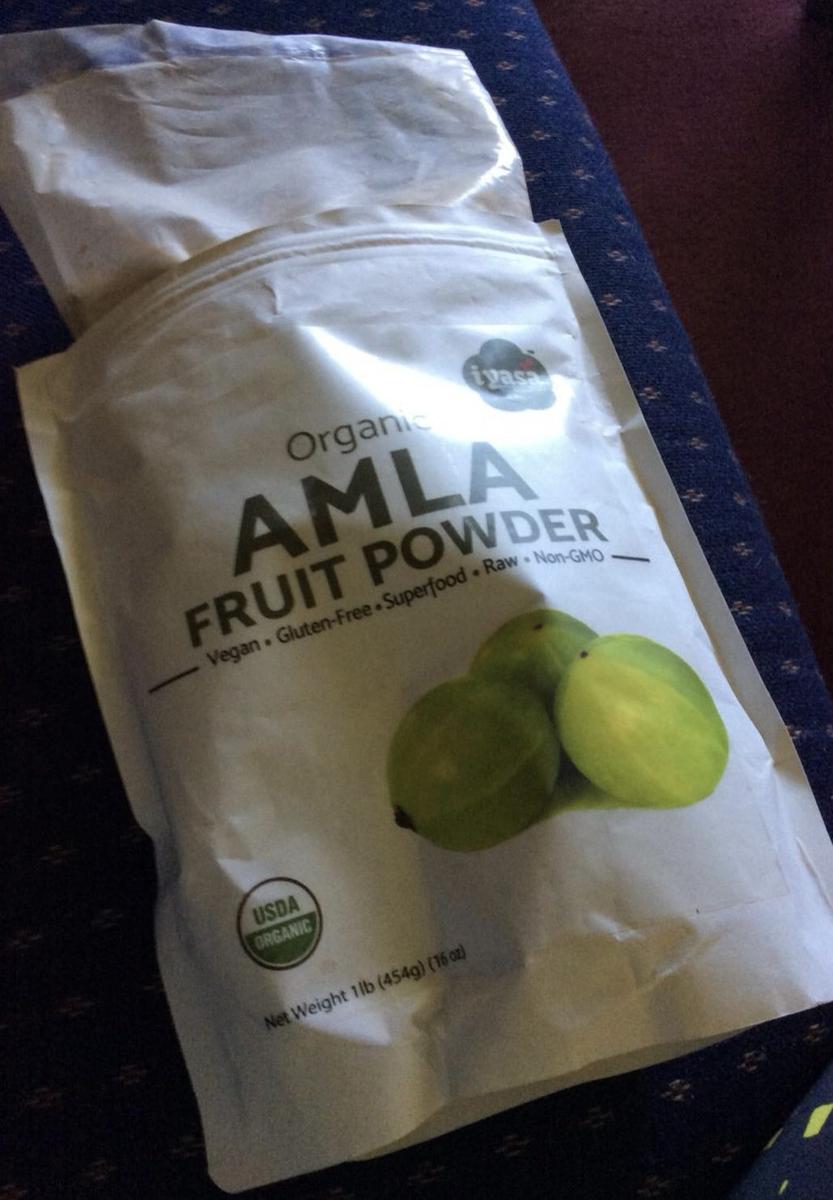 iyasa
Organic
AMLA
FRUIT POWDER
Vegan • Gluten-Free • Superfood • Raw • Non-GMO
USDA
ORGANIC
Net Weight 1lb (454g) (16 oz)